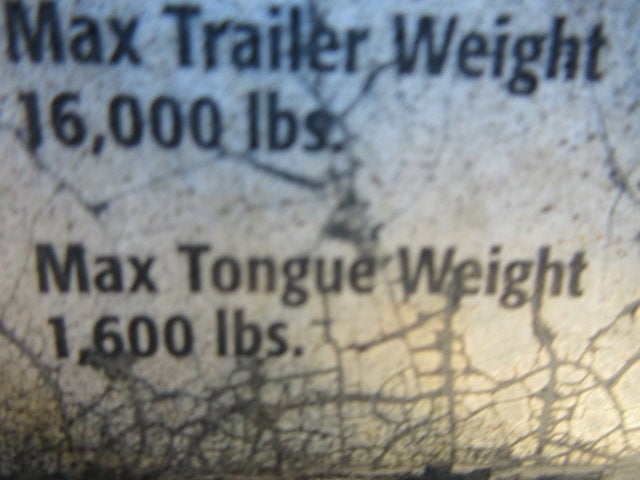 Max Trailer Weight
16,000 lbs.
Max Tongue Weight
1,600 lbs.